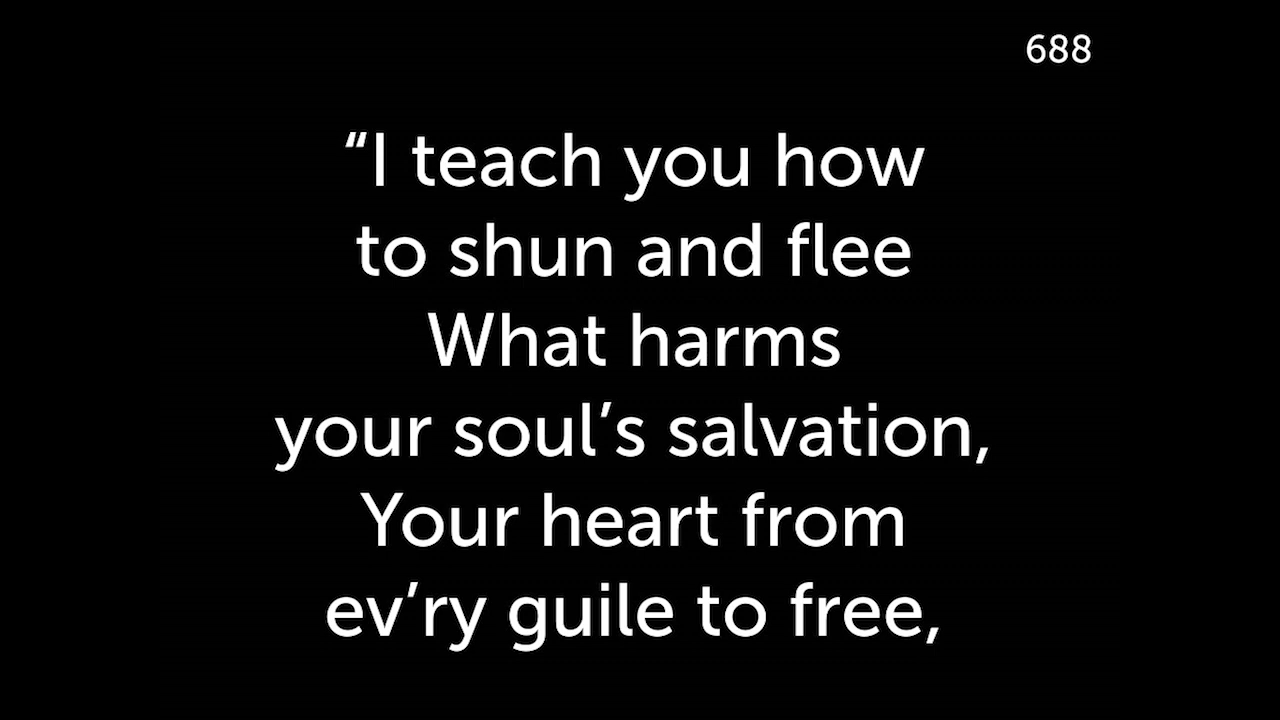 688
“I teach you how
to shun and flee
What harms
your soul’s salvation,
Your heart from
ev’ry guile to free,